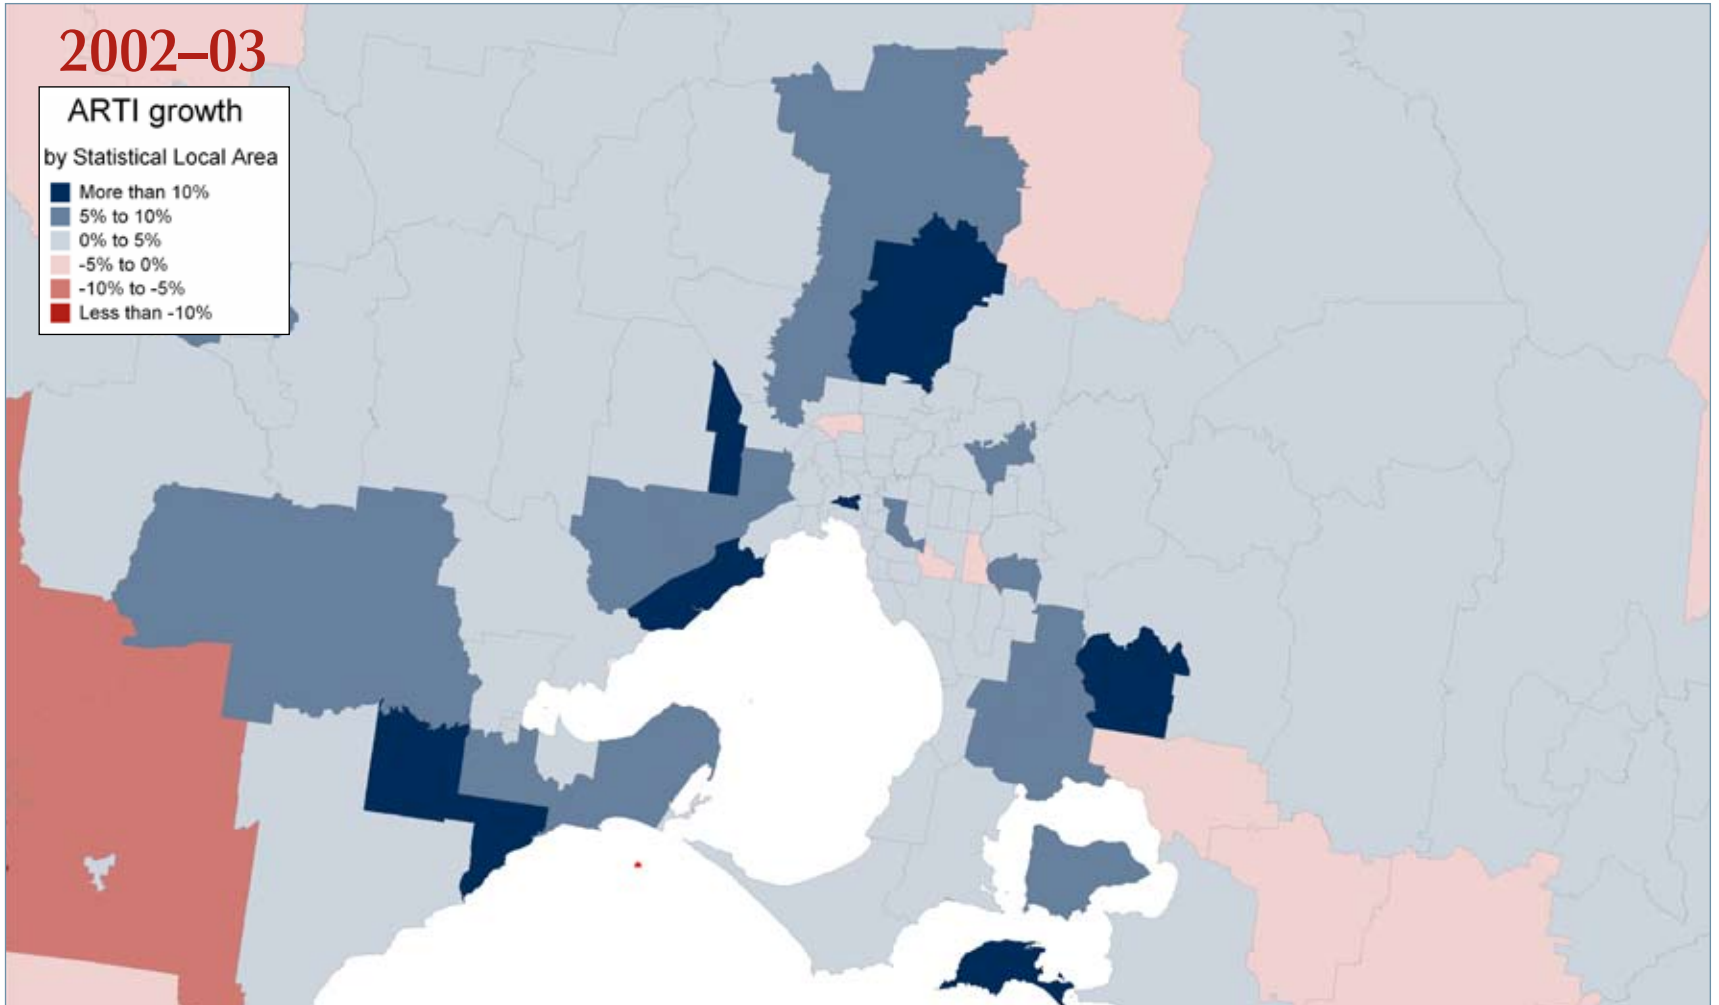 2002–03
ARTI growth
by Statistical Local Area
More than 10%
5% to 10%
0% to 5%
-5% to 0%
-10% to -5%
Less than -10%